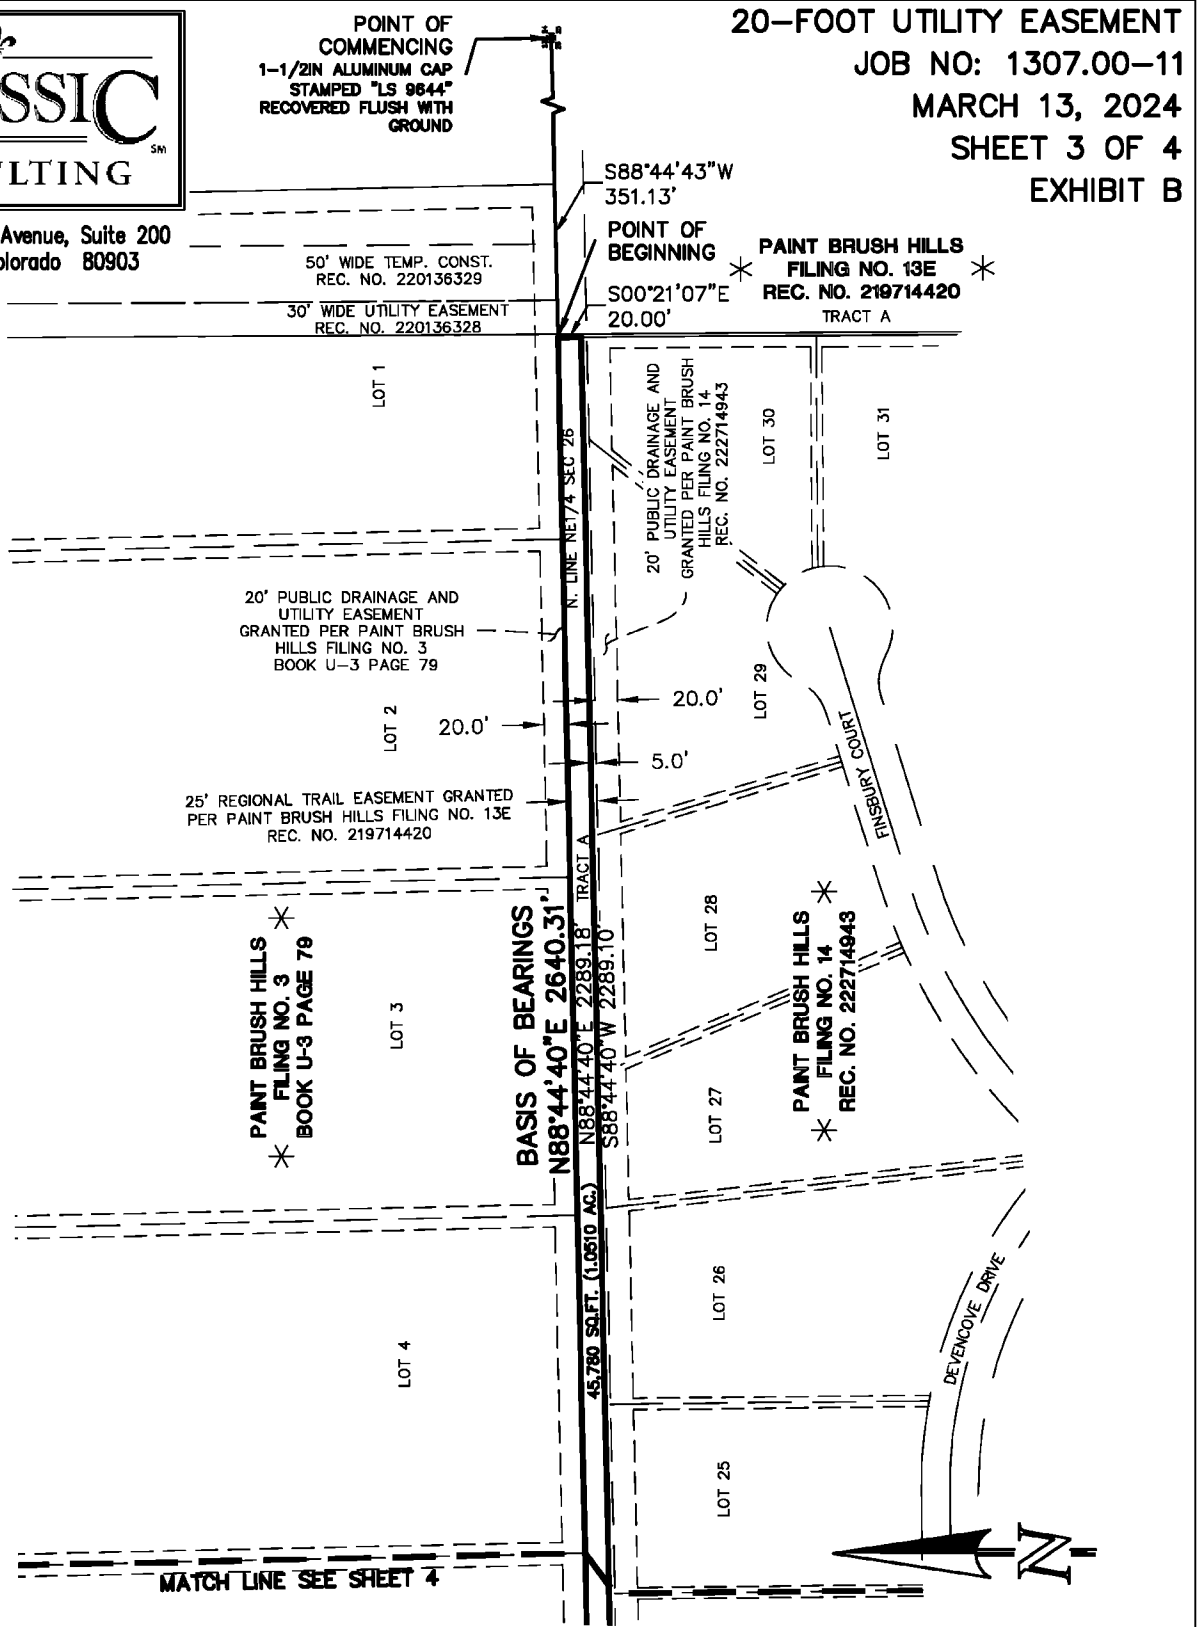 20-FOOT UTILITY EASEMENT
JOB NO: 1307.00-11
MARCH 13, 2024
SHEET 3 OF 4
EXHIBIT B
SSIC
SM
LTING
Avenue, Suite 200
lorado 80903
POINT OF
COMMENCING
1-1/2IN ALUMINUM CAP
STAMPED "LS 9644"
RECOVERED FLUSH WITH
GROUND
S88°44'43"W
351.13'
POINT OF
BEGINNING
S00°21'07"E
20.00'
PAINT BRUSH HILLS
FILING NO. 13E
REC. NO. 219714420
TRACT A
50' WIDE TEMP. CONST.
REC. NO. 220136329
30' WIDE UTILITY EASEMENT
REC. NO. 220136328
LOT 1
N. LINE NE1/4 SEC 26
20' PUBLIC DRAINAGE AND
UTILITY EASEMENT
GRANTED PER PAINT BRUSH
HILLS FILING NO. 14
REC. NO. 222714943
LOT 30
LOT 31
20' PUBLIC DRAINAGE AND
UTILITY EASEMENT
GRANTED PER PAINT BRUSH
HILLS FILING NO. 3
BOOK U-3 PAGE 79
LOT 2
20.0'
20.0'
5.0'
LOT 29
FINSBURY COURT
25' REGIONAL TRAIL EASEMENT GRANTED
PER PAINT BRUSH HILLS FILING NO. 13E
REC. NO. 219714420
TRACT A
PAINT BRUSH HILLS
FILING NO. 3
BOOK U-3 PAGE 79
LOT 3
BASIS OF BEARINGS
N88°44'40"E 2640.31'
N88°44'40"E 2289.18'
S88°44'40"W 2289.10'
LOT 28
PAINT BRUSH HILLS
FILING NO. 14
REC. NO. 222714943
LOT 27
45,780 SQ.FT. (1.0510 AC.)
LOT 4
LOT 26
DEVENCOVE DRIVE
LOT 25
N
MATCH LINE SEE SHEET 4